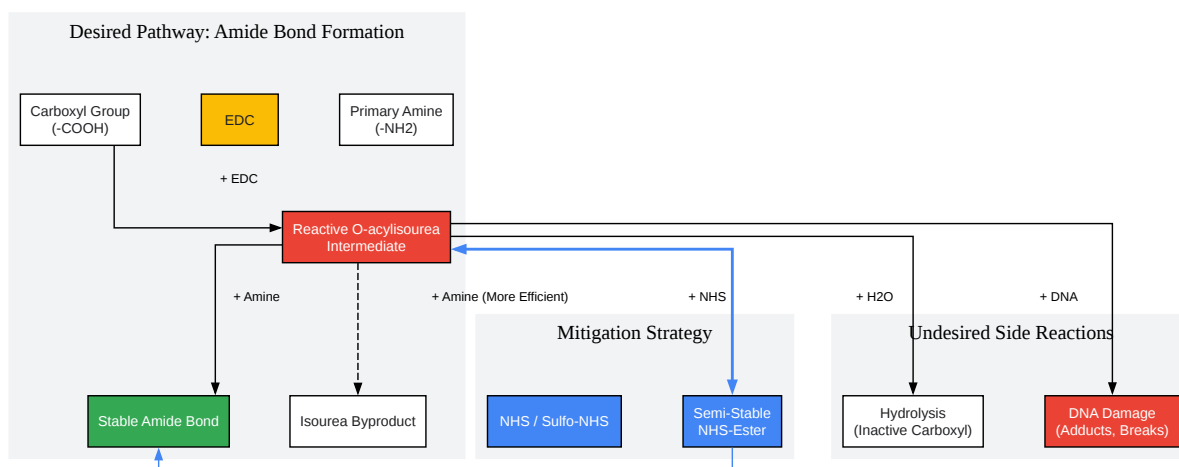 Desired Pathway: Amide Bond Formation
Carboxyl Group
(-COOH)
EDC
Primary Amine
(-NH2)
+ EDC
Reactive O-acylisourea
Intermediate
+ Amine
+ Amine (More Efficient)
+ NHS
+ H2O
+ DNA
Mitigation Strategy
Undesired Side Reactions
Stable Amide Bond
Isourea Byproduct
NHS / Sulfo-NHS
Semi-Stable
NHS-Ester
Hydrolysis
(Inactive Carboxyl)
DNA Damage
(Adducts, Breaks)